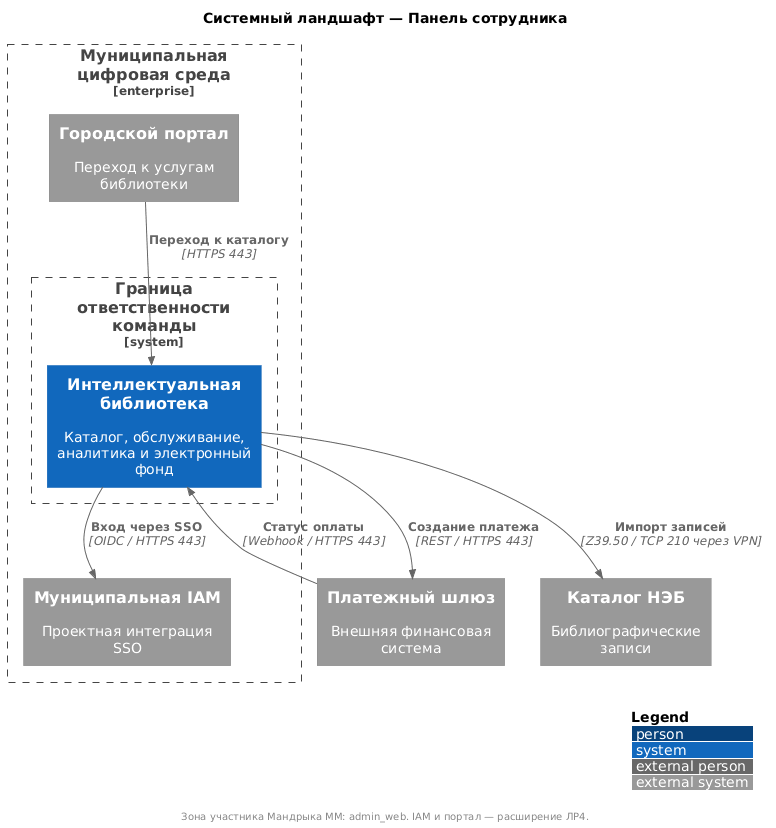 Системный ландшафт — Панель сотрудника
Муниципальная
цифровая среда
[enterprise]
Городской портал
Переход к услугам
библиотеки
Переход к каталогу
[HTTPS 443]
Граница
ответственности
команды
[system]
Интеллектуальная
библиотека
Каталог, обслуживание,
аналитика и электронный
фонд
Вход через SSO
[OIDC / HTTPS 443]
Статус оплаты
[Webhook / HTTPS 443]
Создание платежа
[REST / HTTPS 443]
Импорт записей
[Z39.50 / TCP 210 через VPN]
Муниципальная IAM
Проектная интеграция
SSO
Платежный шлюз
Внешняя финансовая
система
Каталог НЭБ
Библиографические
записи
Legend
person
system
external person
external system
Зона участника Мандрыка ММ: admin_web. IAM и портал — расширение ЛР4.